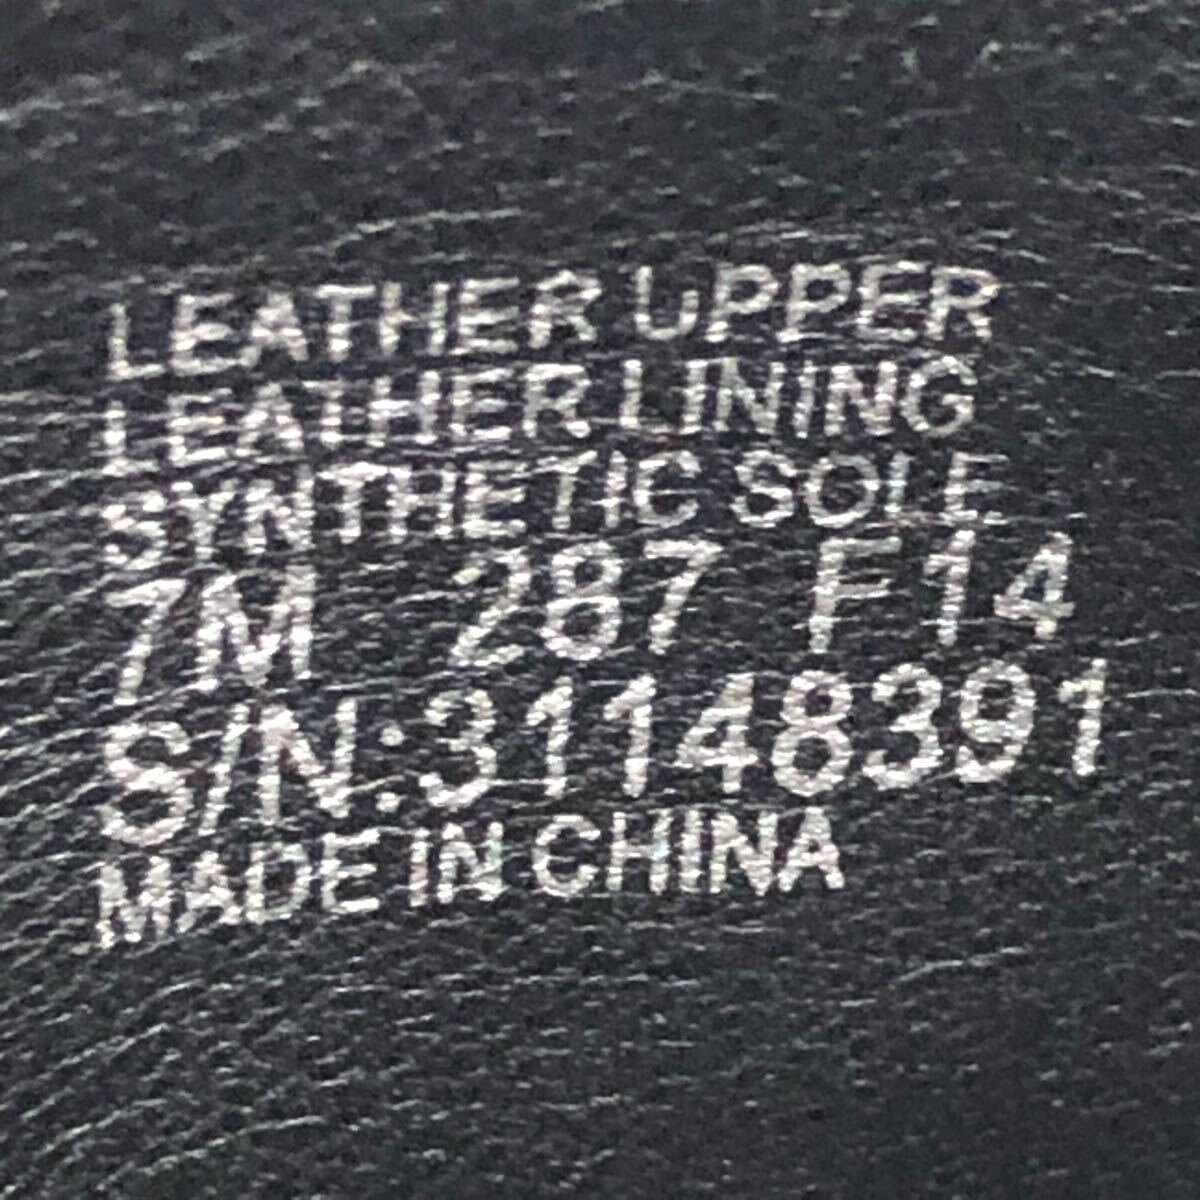 LEATHER UPPER
LEATHER LINING
SYNTHETIC SOLE
7M 287 F14
S/N:31148391
MADE IN CHINA